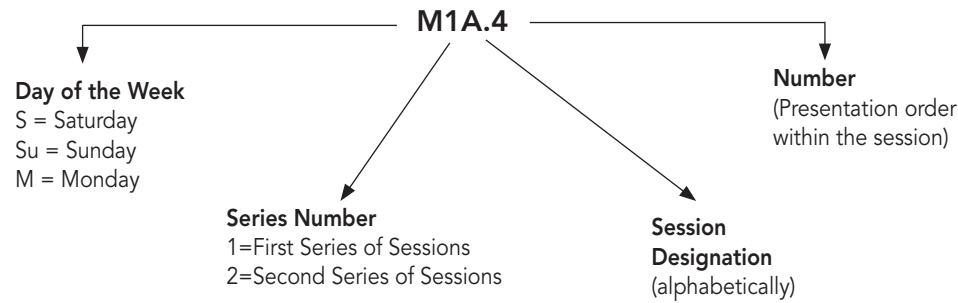 M1A.4
Day of the Week
S = Saturday
Su = Sunday
M = Monday
Series Number
1=First Series of Sessions
2=Second Series of Sessions
Session
Designation
(alphabetically)
Number
(Presentation order
within the session)